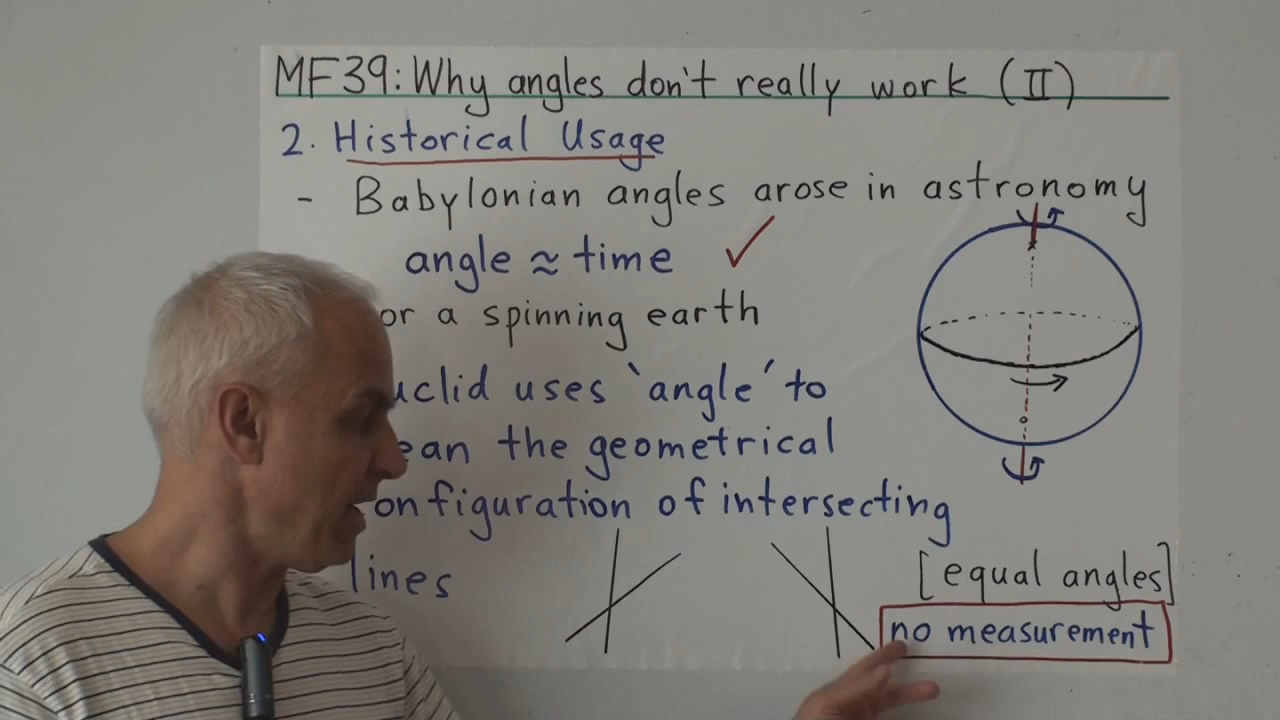 MF39: Why angles don't really work (II)
2. Historical Usage
- Babylonian angles arose in astronomy
angle ≈ time ✓
or a spinning earth
uclid uses 'angle' to
ean the geometrical
onfiguration of intersecting
lines
[equal angles]
no measurement